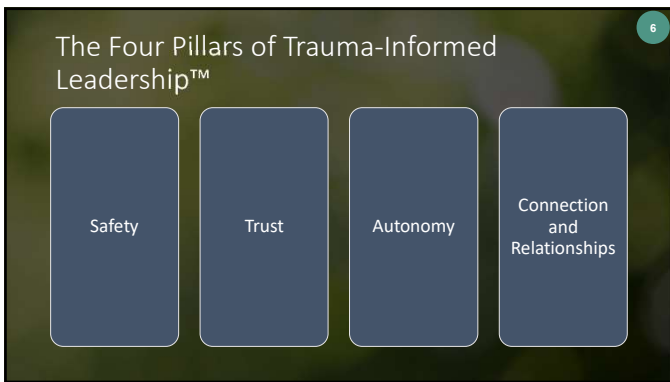 6
The Four Pillars of Trauma-Informed
Leadership™
Safety
Trust
Autonomy
Connection
and
Relationships